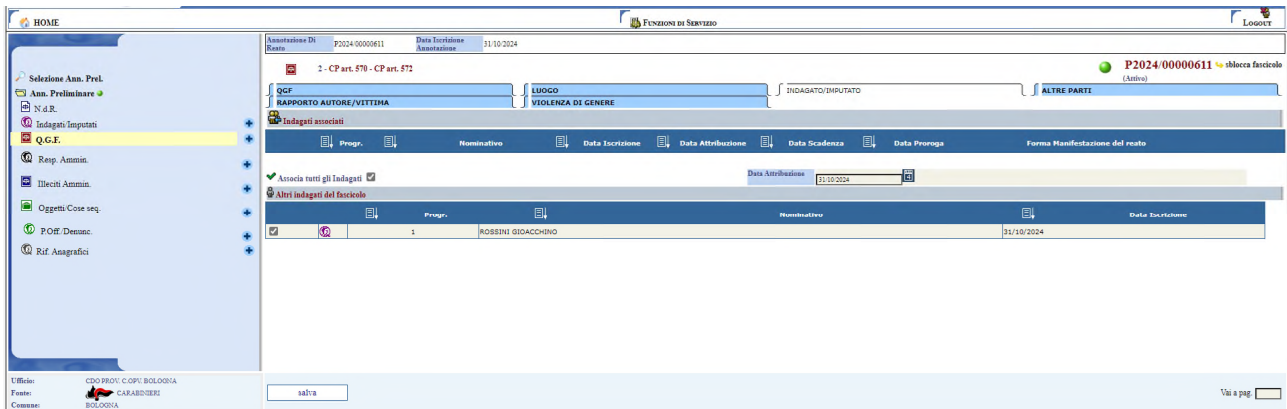 HOME
FUNZIONI DI SERVIZIO
LOGOUT
Annotazione Di Reato P2024/00000611 Data Iscrizione Annotazione 31/10/2024
2 - CP art. 570 - CP art. 572
P2024/00000611 sblocca fascicolo
(Attivo)
QGF LUOGO INDAGATO/IMPUTATO ALTRE PARTI
RAPPORTO AUTORE/VITTIMA VIOLENZA DI GENERE
Selezione Ann. Prel.
Ann. Preliminare
N.d.R.
Indagati/Imputati
Q.G.F.
Resp. Ammin.
Illeciti Ammin.
Oggetti/Cose seq.
P.Off./Denunc.
Rif. Anagrafici
Indagati associati
Progr. Nominativo Data Iscrizione Data Attribuzione Data Scadenza Data Proroga Forma Manifestazione del reato
Associa tutti gli Indagati
Data Attribuzione 31/10/2024
Altri indagati del fascicolo
Progr. Nominativo Data Iscrizione
1 ROSSINI GIOACCHINO 31/10/2024
Ufficio: CDO PROV. C.OPV. BOLOGNA
Fonte: CARABINIERI
Comune: BOLOGNA
salva
Vai a pag.